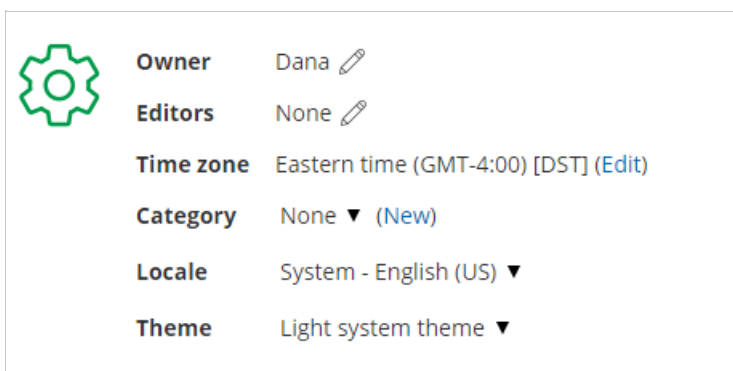 Owner Dana
Editors None
Time zone Eastern time (GMT-4:00) [DST] (Edit)
Category None ▼ (New)
Locale System - English (US) ▼
Theme Light system theme ▼